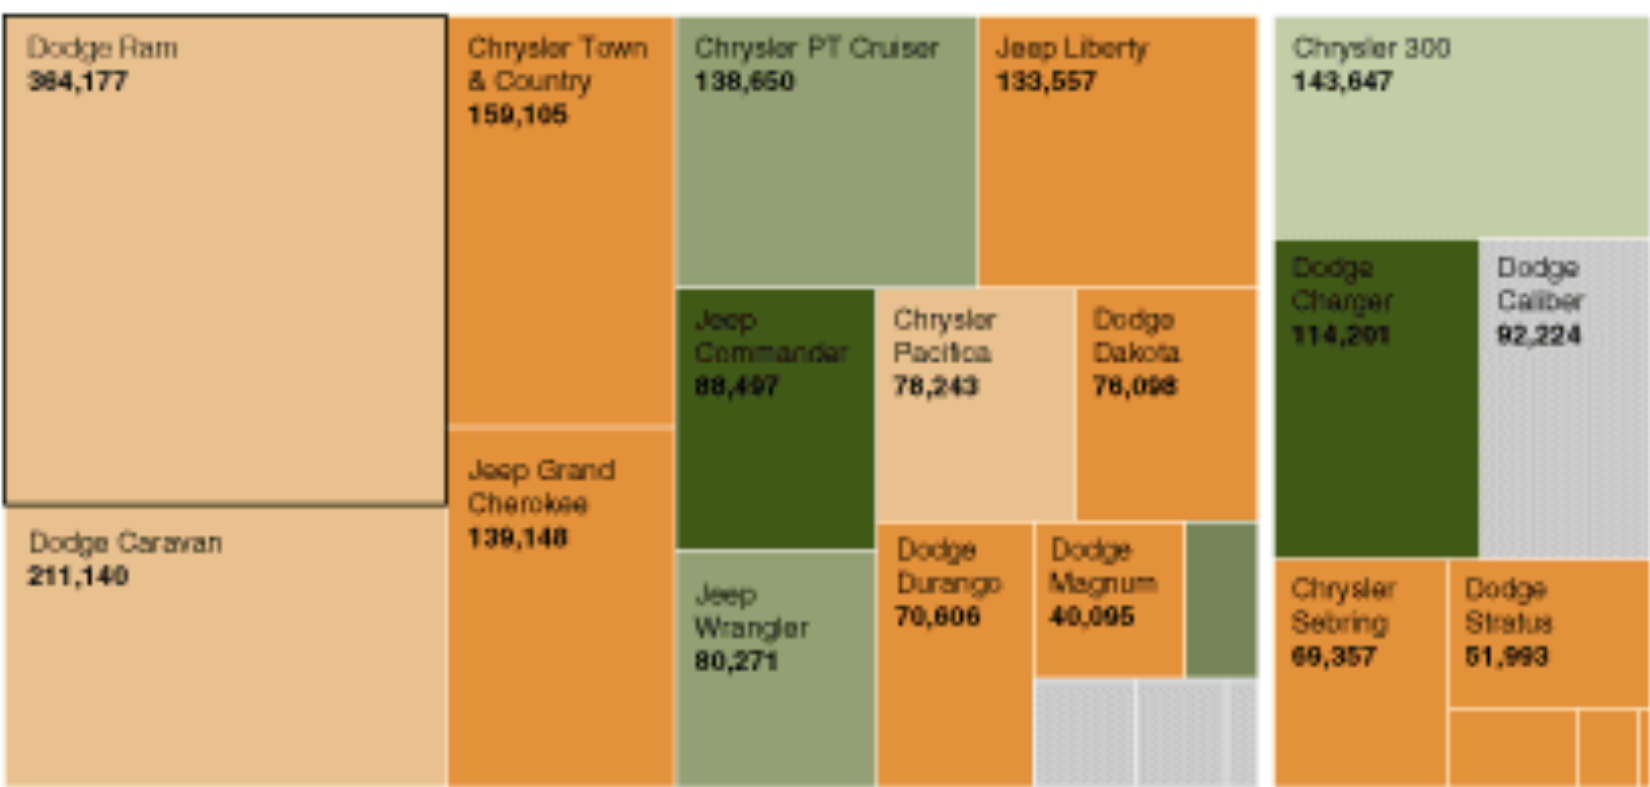 Dodge Ram
364,177
Dodge Caravan
211,140
Chrysler Town
& Country
159,105
Jeep Grand
Cherokee
139,148
Chrysler PT Cruiser
138,650
Jeep Liberty
133,557
Jeep
Commander
88,497
Chrysler
Pacifica
78,243
Dodge
Dakota
76,098
Jeep
Wrangler
80,271
Dodge
Durango
70,606
Dodge
Magnum
40,095
Chrysler 300
143,647
Dodge
Charger
114,201
Dodge
Caliber
92,224
Chrysler
Sebring
69,357
Dodge
Stratus
51,993